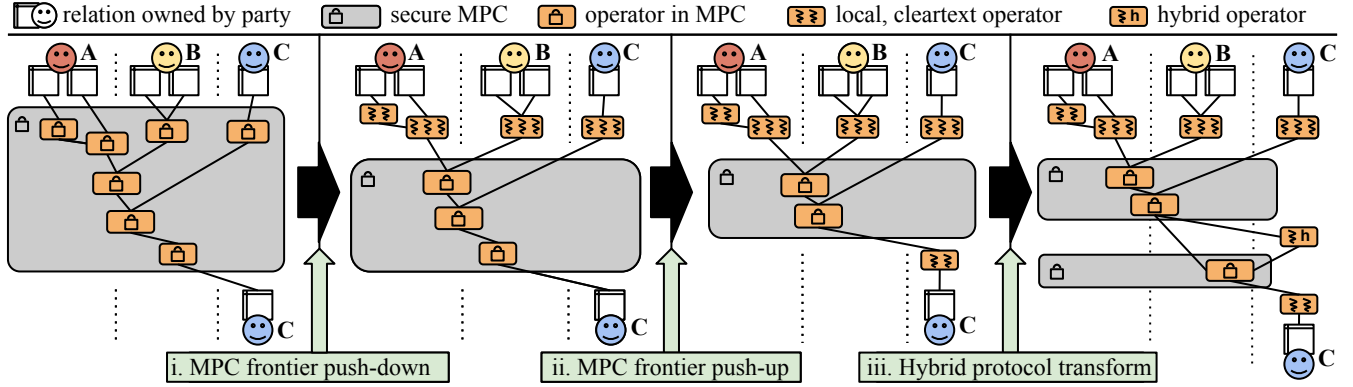 relation owned by party
secure MPC
operator in MPC
local, cleartext operator
h
hybrid operator
A
B
C
A
B
C
A
B
C
A
B
C
h
C
C
C
C
i. MPC frontier push-down
ii. MPC frontier push-up
iii. Hybrid protocol transform